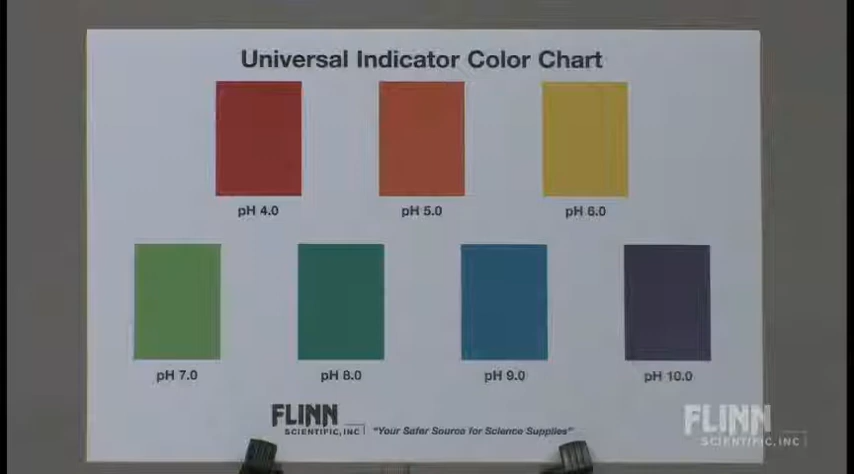 Universal Indicator Color Chart
pH 4.0 pH 5.0 pH 6.0
pH 7.0 pH 8.0 pH 9.0 pH 10.0
FLINN
SCIENTIFIC, INC "Your Safer Source for Science Supplies"
FLINN
SCIENTIFIC, INC